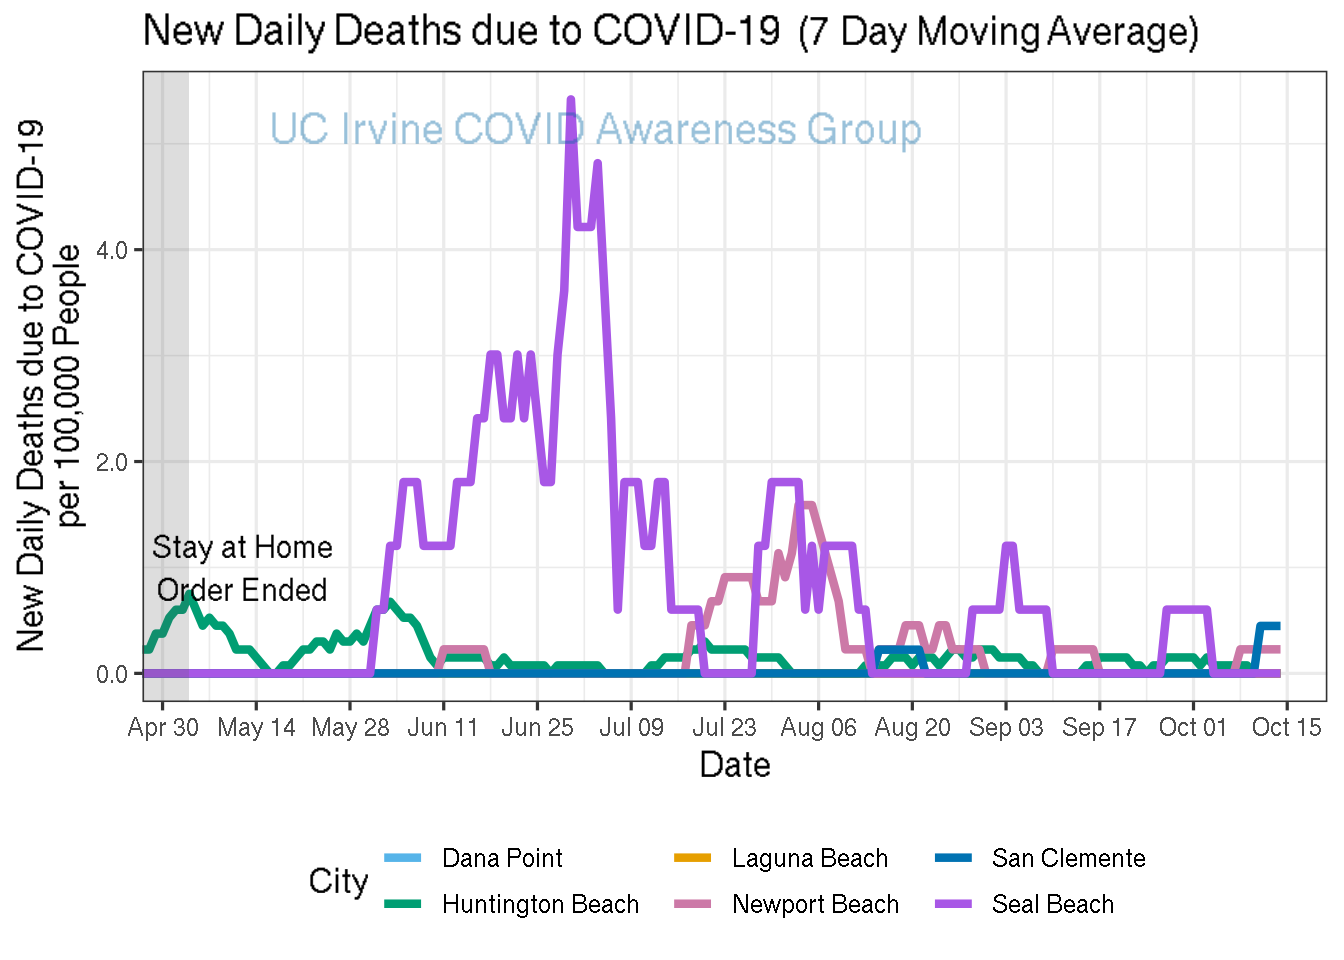 New Daily Deaths due to COVID-19 (7 Day Moving Average)
UC Irvine COVID Awareness Group
New Daily Deaths due to COVID-19
per 100,000 People
4.0
2.0
0.0
Stay at Home
Order Ended
Apr 30 May 14 May 28 Jun 11 Jun 25 Jul 09 Jul 23 Aug 06 Aug 20 Sep 03 Sep 17 Oct 01 Oct 15
Date
City
Dana Point Laguna Beach San Clemente
Huntington Beach Newport Beach Seal Beach